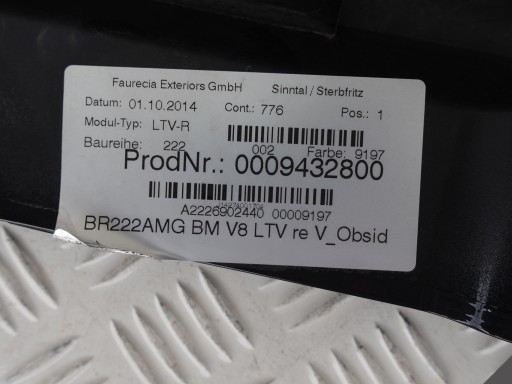 Faurecia Exteriors GmbH Sinntal / Sterbfritz
Datum: 01.10.2014 Cont.: 776 Pos.: 1
Modul-Typ: LTV-R
Baureihe: 222 002 Farbe: 9197
ProdNr.: 0009432800
A2226902440 00009197
BR222AMG BM V8 LTV re V_Obsid